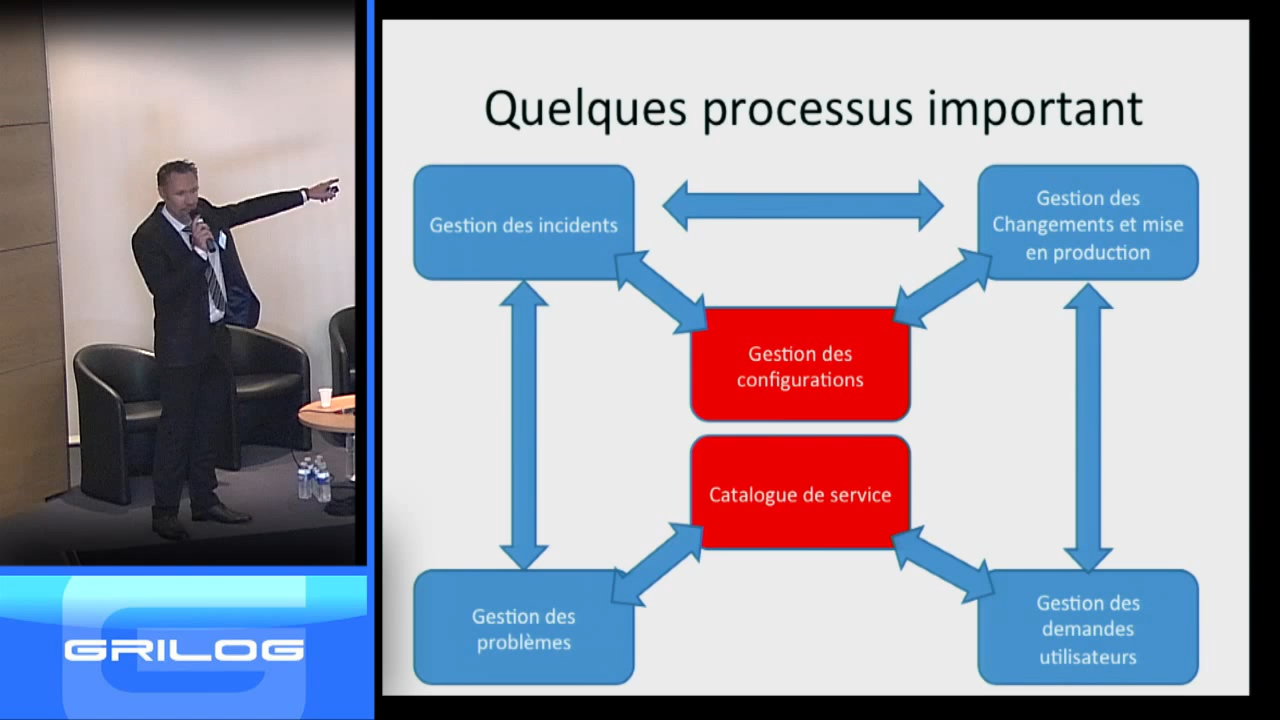 Quelques processus important
Gestion des incidents
Gestion des
Changements et mise
en production
Gestion des
configurations
Catalogue de service
Gestion des
problèmes
Gestion des
demandes
utilisateurs
GRILOG